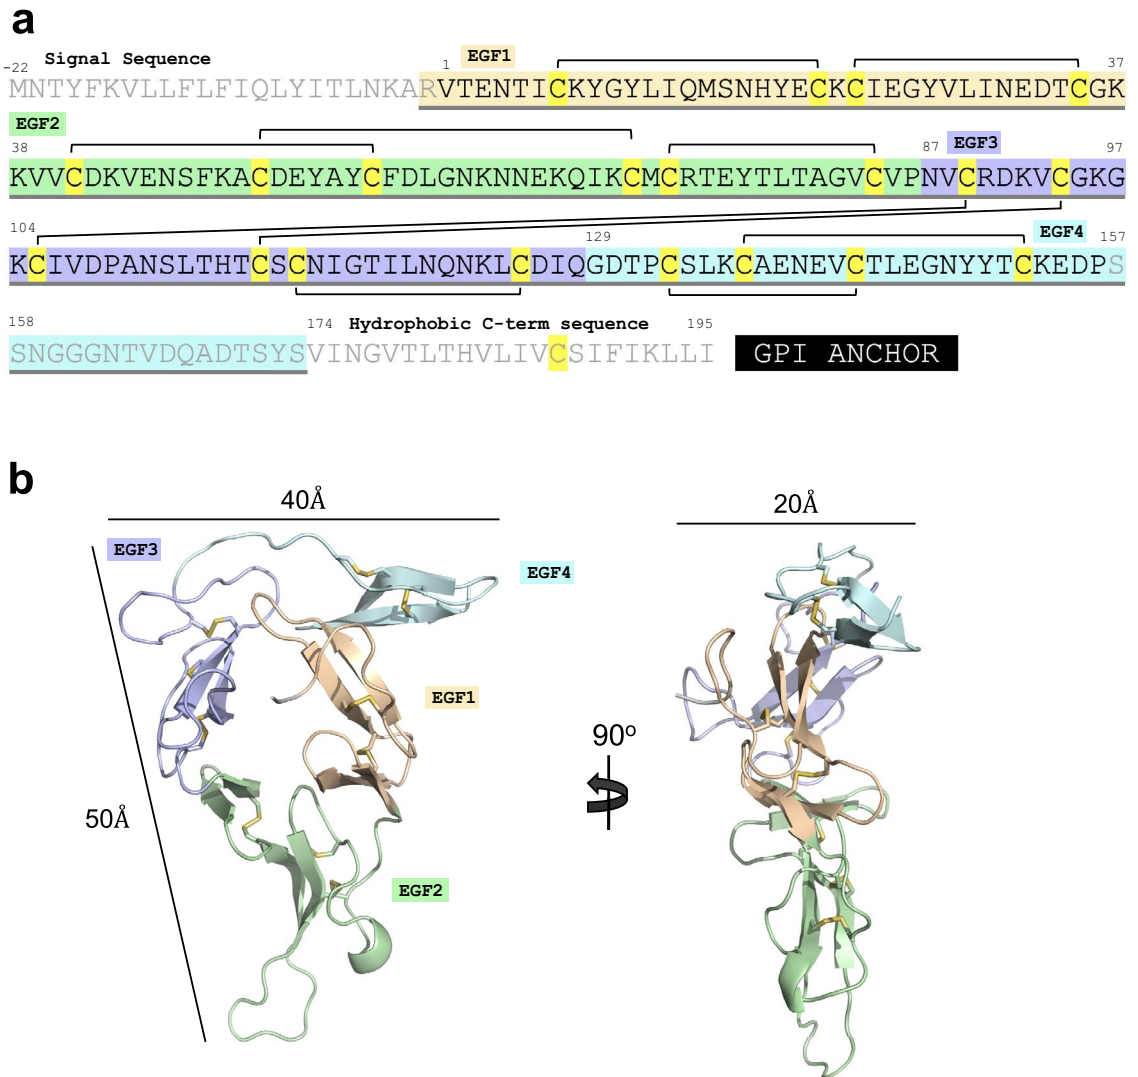 a
Signal Sequence
-22
1
EGF1
37
MNTYFKVLLFLFIQLYITLNKARVTENTICKYGYLIQMSNHYECKCIEGYVLINEDTCGK
EGF2
38
87
EGF3
97
KVVCDKVENSFKACDEYAYCFDLGNKNNEKQIKCMCRTEYTLTAGVCVPNVCRDKVCGKG
104
129
EGF4
157
KCIVDPANSLTHTCSCNIGTILNQNKLCDIQGDTPCSLKCAENEVCTLEGNYYTCKEDPS
158
174
Hydrophobic C-term sequence
195
SNGGGNTVDQADTSYSVINGVTLTHVLIVCSIFIKLLI
GPI ANCHOR
b
40Å
20Å
EGF3
EGF4
EGF1
90º
50Å
EGF2